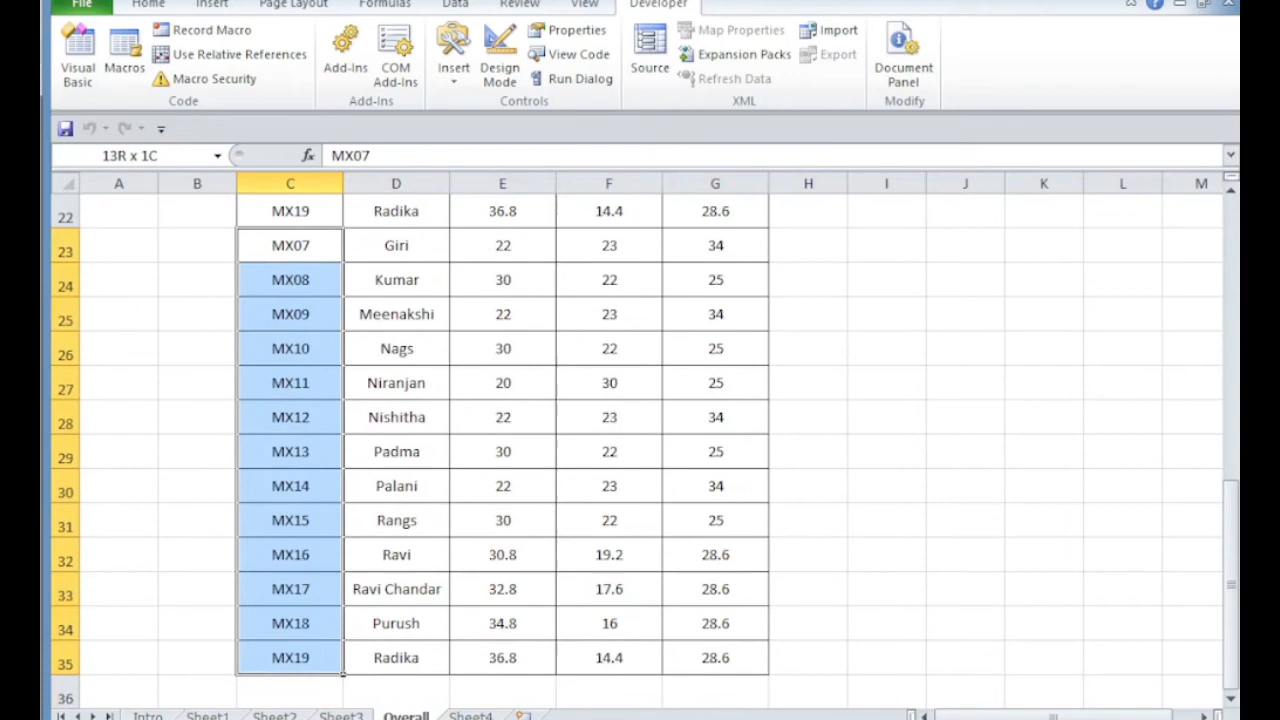 File Home Insert Page Layout Formulas Data Review View Developer
Visual Basic
Macros
Record Macro
Use Relative References
Macro Security
Code
Add-Ins
COM Add-Ins
Add-Ins
Insert
Design Mode
Properties
View Code
Run Dialog
Controls
Source
Map Properties
Expansion Packs
Refresh Data
Import
Export
XML
Document Panel
Modify
13R x 1C fx MX07
A B C D E F G H I J K L M
22 MX19 Radika 36.8 14.4 28.6
23 MX07 Giri 22 23 34
24 MX08 Kumar 30 22 25
25 MX09 Meenakshi 22 23 34
26 MX10 Nags 30 22 25
27 MX11 Niranjan 20 30 25
28 MX12 Nishitha 22 23 34
29 MX13 Padma 30 22 25
30 MX14 Palani 22 23 34
31 MX15 Rangs 30 22 25
32 MX16 Ravi 30.8 19.2 28.6
33 MX17 Ravi Chandar 32.8 17.6 28.6
34 MX18 Purush 34.8 16 28.6
35 MX19 Radika 36.8 14.4 28.6
36
Intro Sheet1 Sheet2 Sheet3 Overall Sheet4